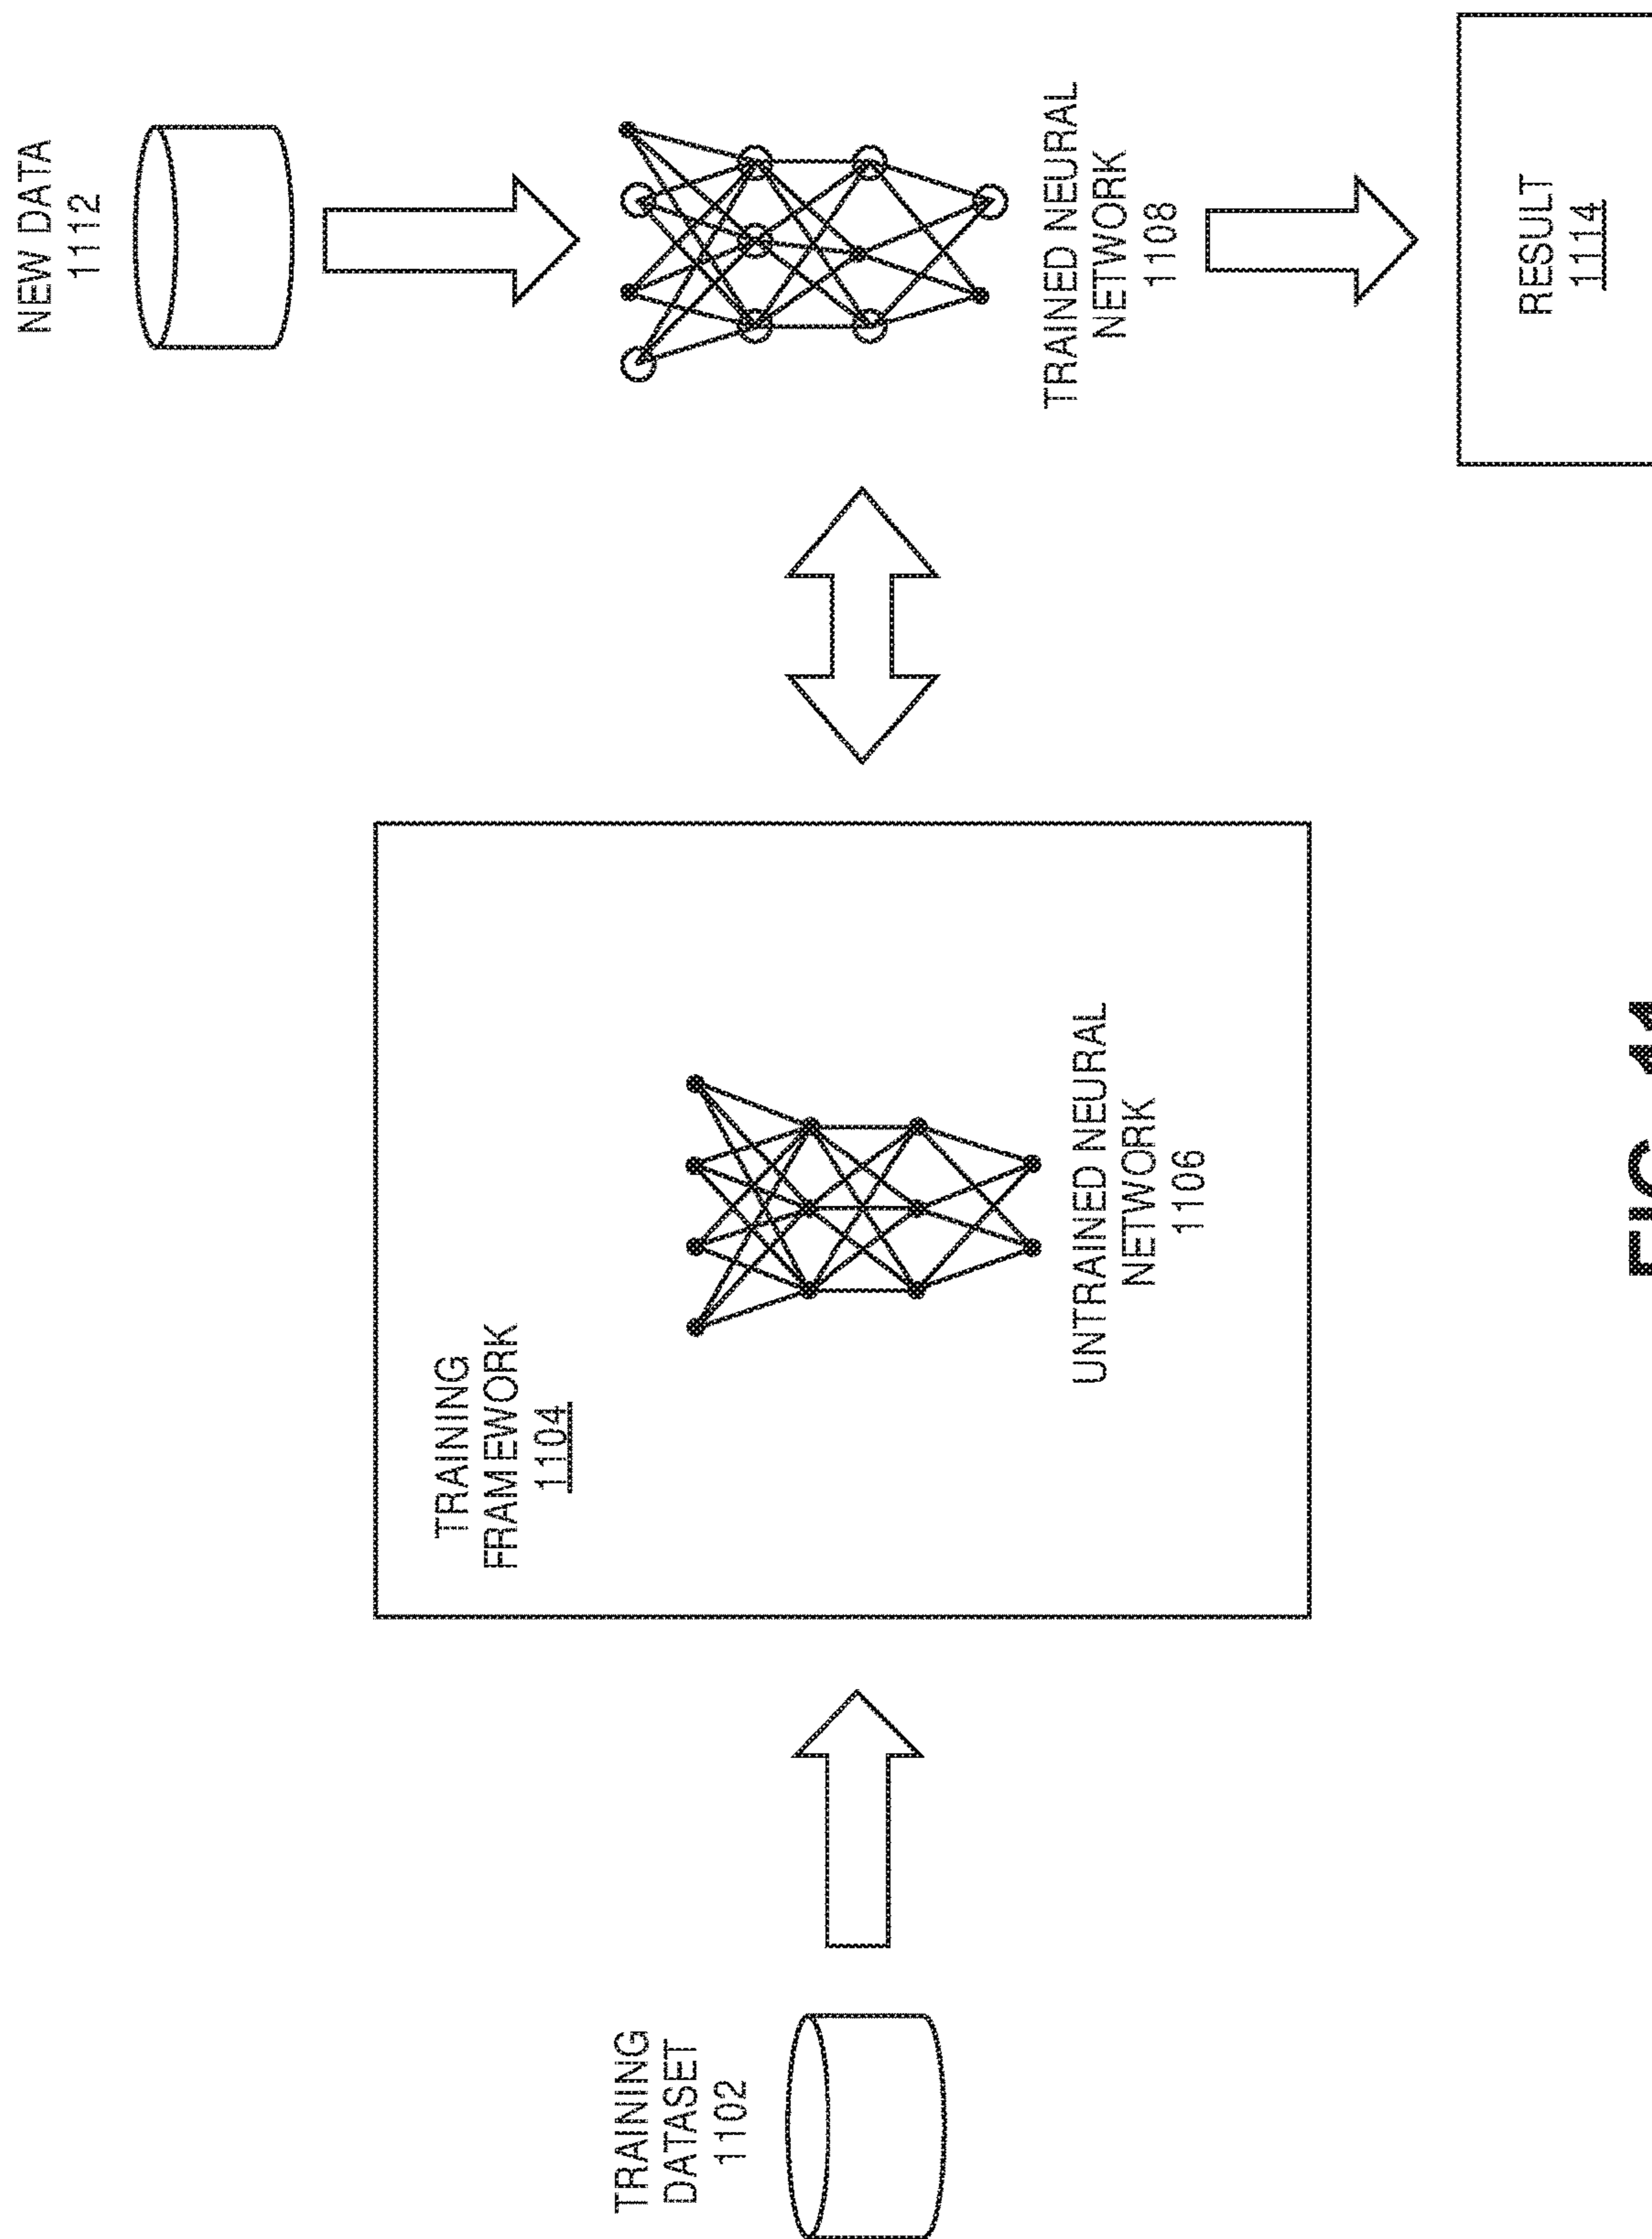 NEW DATA
1112
TRAINING
FRAMEWORK
1104
TRAINING
DATASET
1102
UNTRAINED NEURAL
NETWORK
1106
TRAINED NEURAL
NETWORK
1108
RESULT
1114